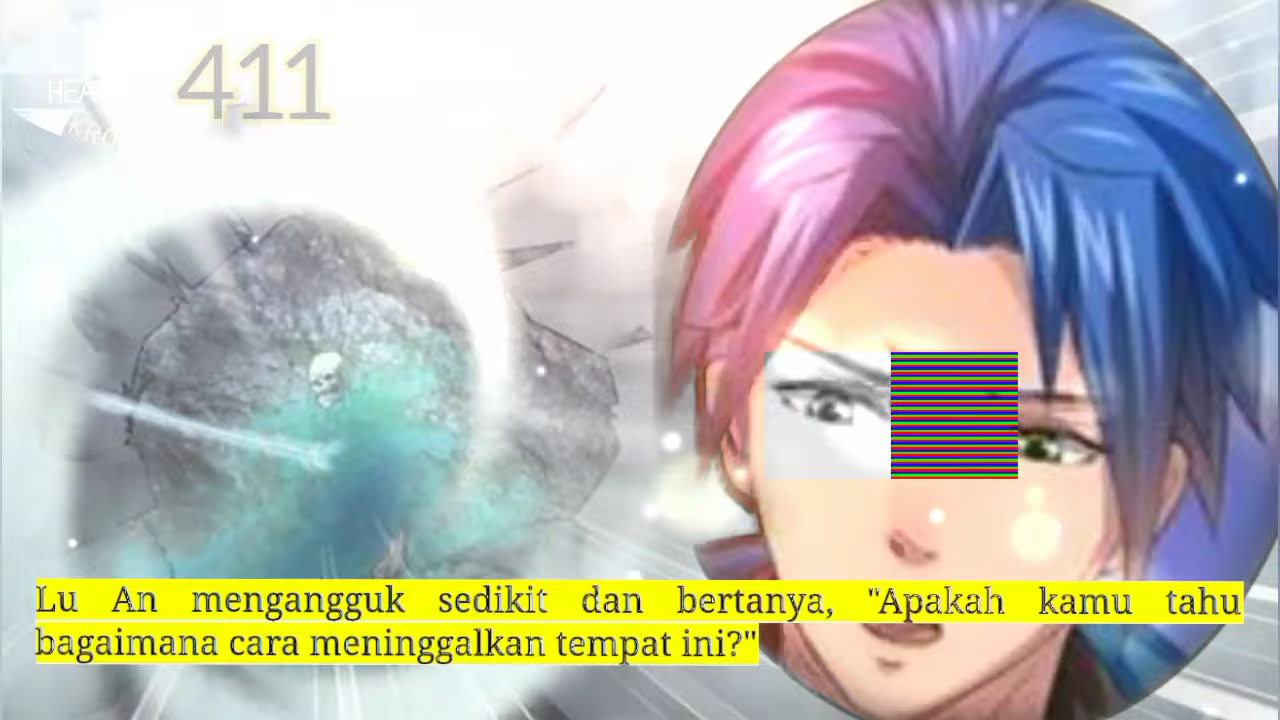 411
Lu An mengangguk sedikit dan bertanya, "Apakah kamu tahu
bagaimana cara meninggalkan tempat ini?"